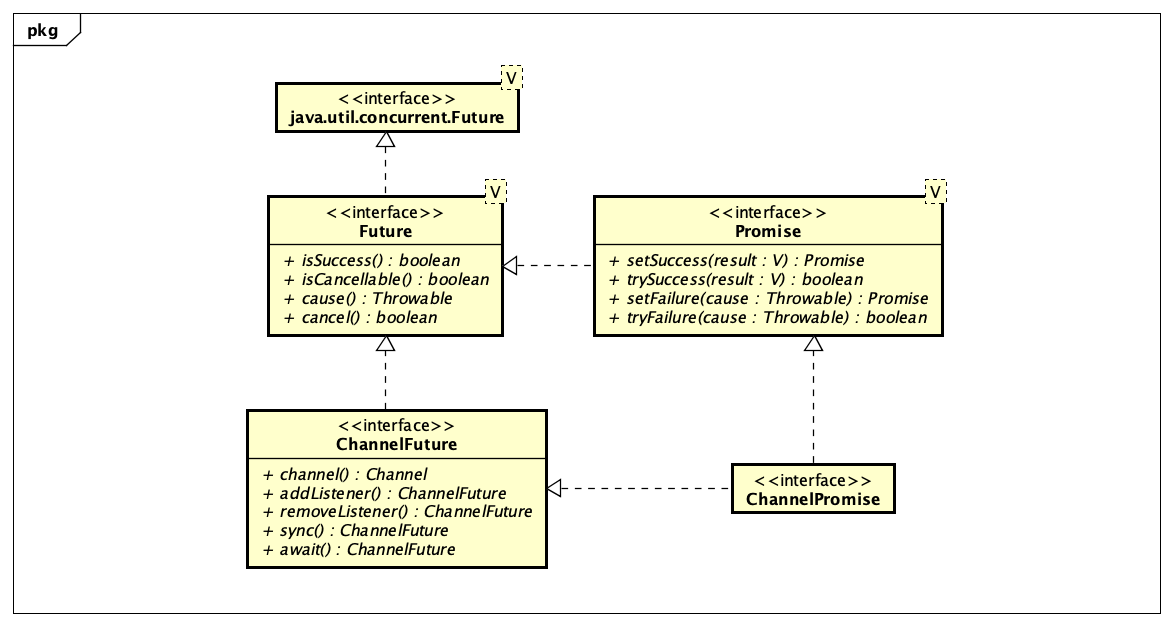 pkg
V
<<interface>>
java.util.concurrent.Future
V
<<interface>>
Future
+ isSuccess() : boolean
+ isCancellable() : boolean
+ cause() : Throwable
+ cancel() : boolean
V
<<interface>>
Promise
+ setSuccess(result : V) : Promise
+ trySuccess(result : V) : boolean
+ setFailure(cause : Throwable) : Promise
+ tryFailure(cause : Throwable) : boolean
<<interface>>
ChannelFuture
+ channel() : Channel
+ addListener() : ChannelFuture
+ removeListener() : ChannelFuture
+ sync() : ChannelFuture
+ await() : ChannelFuture
<<interface>>
ChannelPromise